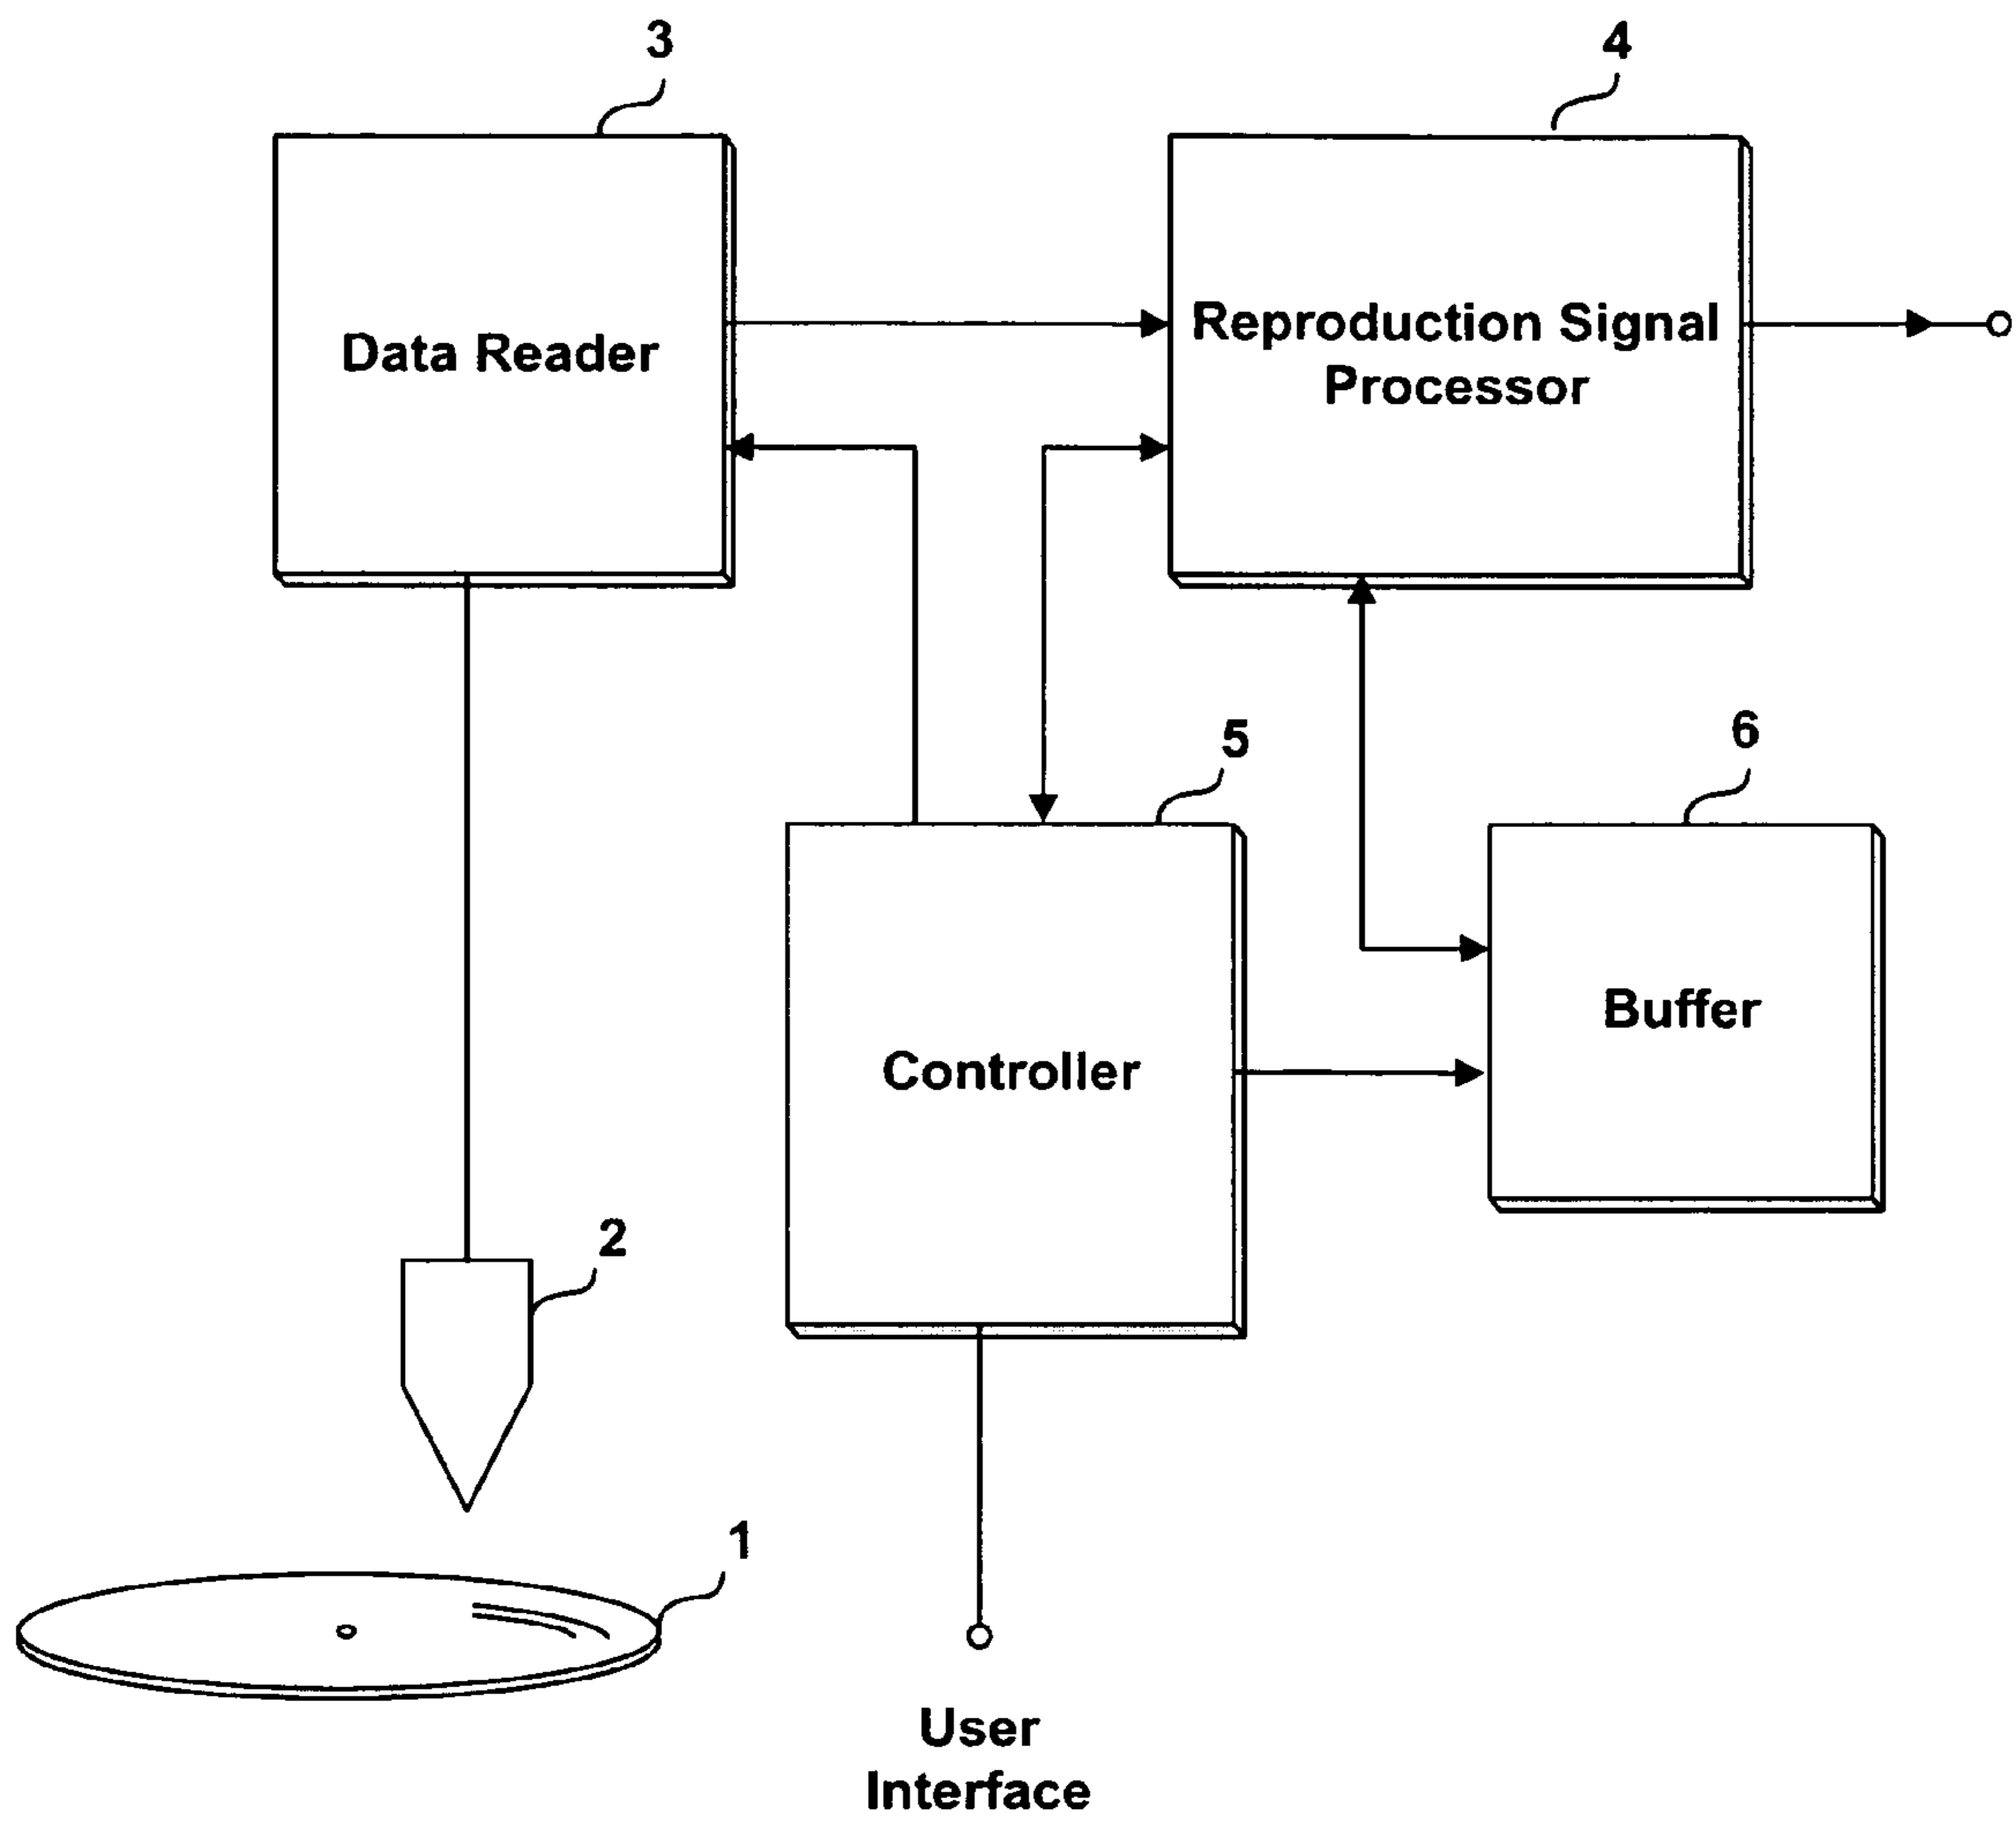 3
4
Data Reader
Reproduction Signal
Processor
5
6
Buffer
Controller
2
1
User
Interface